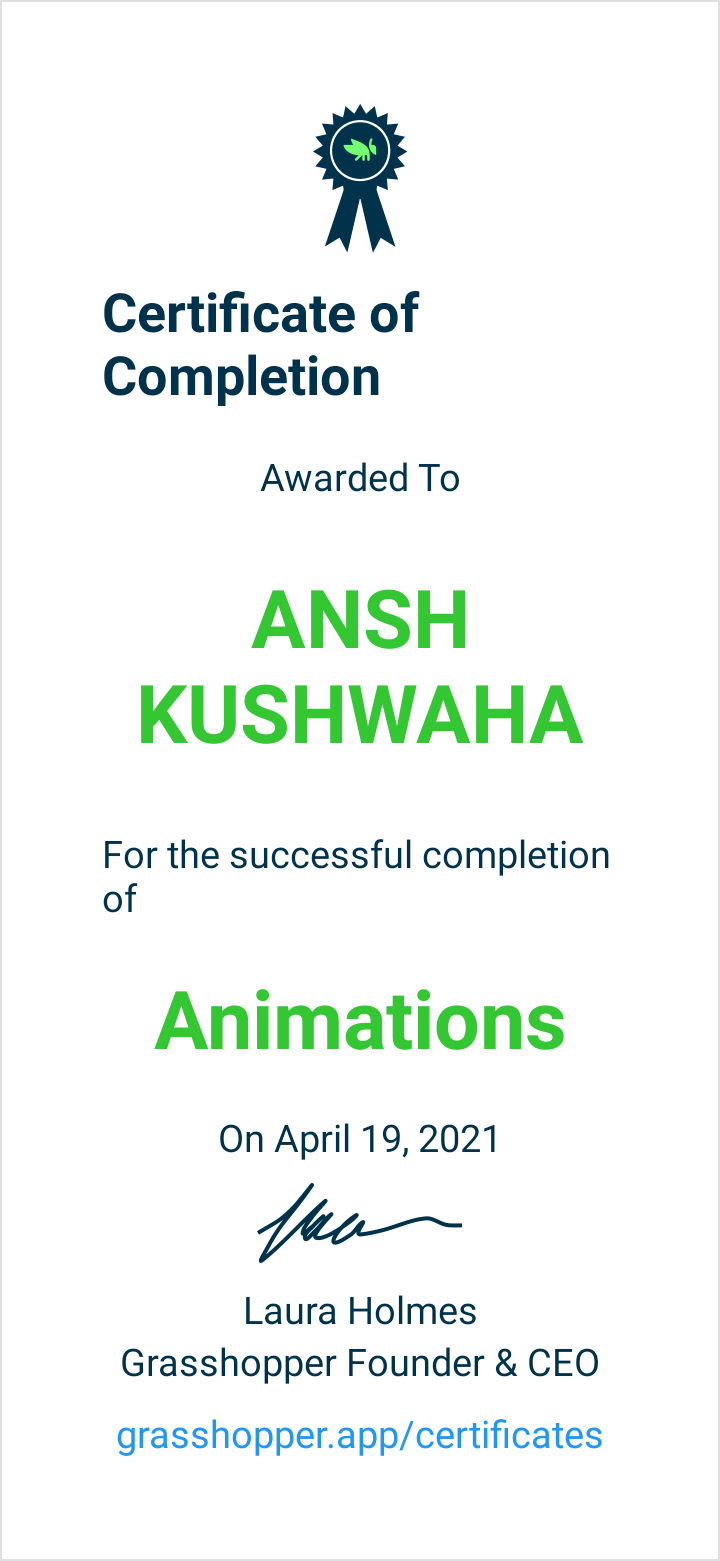 Certificate of
Completion
Awarded To
ANSH
KUSHWAHA
For the successful completion
of
Animations
On April 19, 2021
Laura Holmes
Grasshopper Founder & CEO
grasshopper.app/certificates